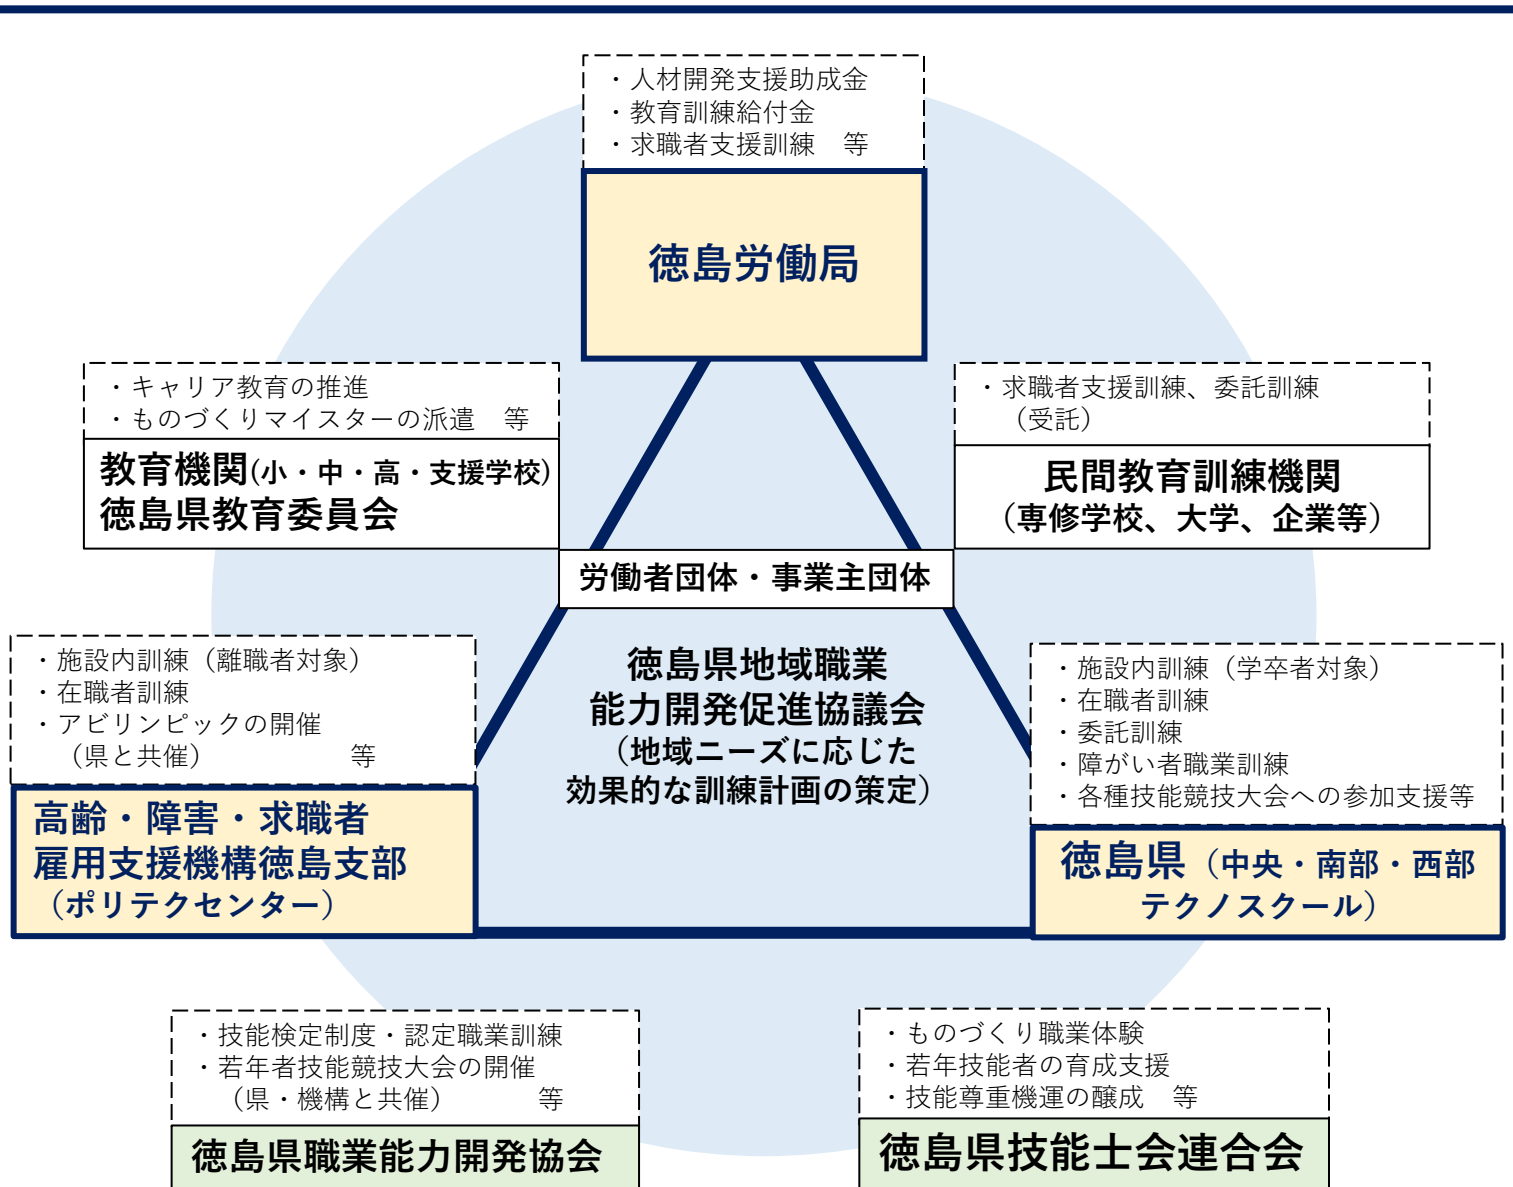 ・人材開発支援助成金
・教育訓練給付金
・求職者支援訓練　等
徳島労働局
・キャリア教育の推進
・ものづくりマイスターの派遣　等
教育機関(小・中・高・支援学校)
徳島県教育委員会
・求職者支援訓練、委託訓練
（受託）
民間教育訓練機関
（専修学校、大学、企業等）
労働者団体・事業主団体
徳島県地域職業
能力開発促進協議会
（地域ニーズに応じた
効果的な訓練計画の策定）
・施設内訓練（離職者対象）
・在職者訓練
・アビリンピックの開催
（県と共催）　　　　　等
高齢・障害・求職者
雇用支援機構徳島支部
（ポリテクセンター）
・施設内訓練（学卒者対象）
・在職者訓練
・委託訓練
・障がい者職業訓練
・各種技能競技大会への参加支援等
徳島県（中央・南部・西部
テクノスクール）
・技能検定制度・認定職業訓練
・若年者技能競技大会の開催
（県・機構と共催）　　　等
徳島県職業能力開発協会
・ものづくり職業体験
・若年技能者の育成支援
・技能尊重機運の醸成　等
徳島県技能士会連合会